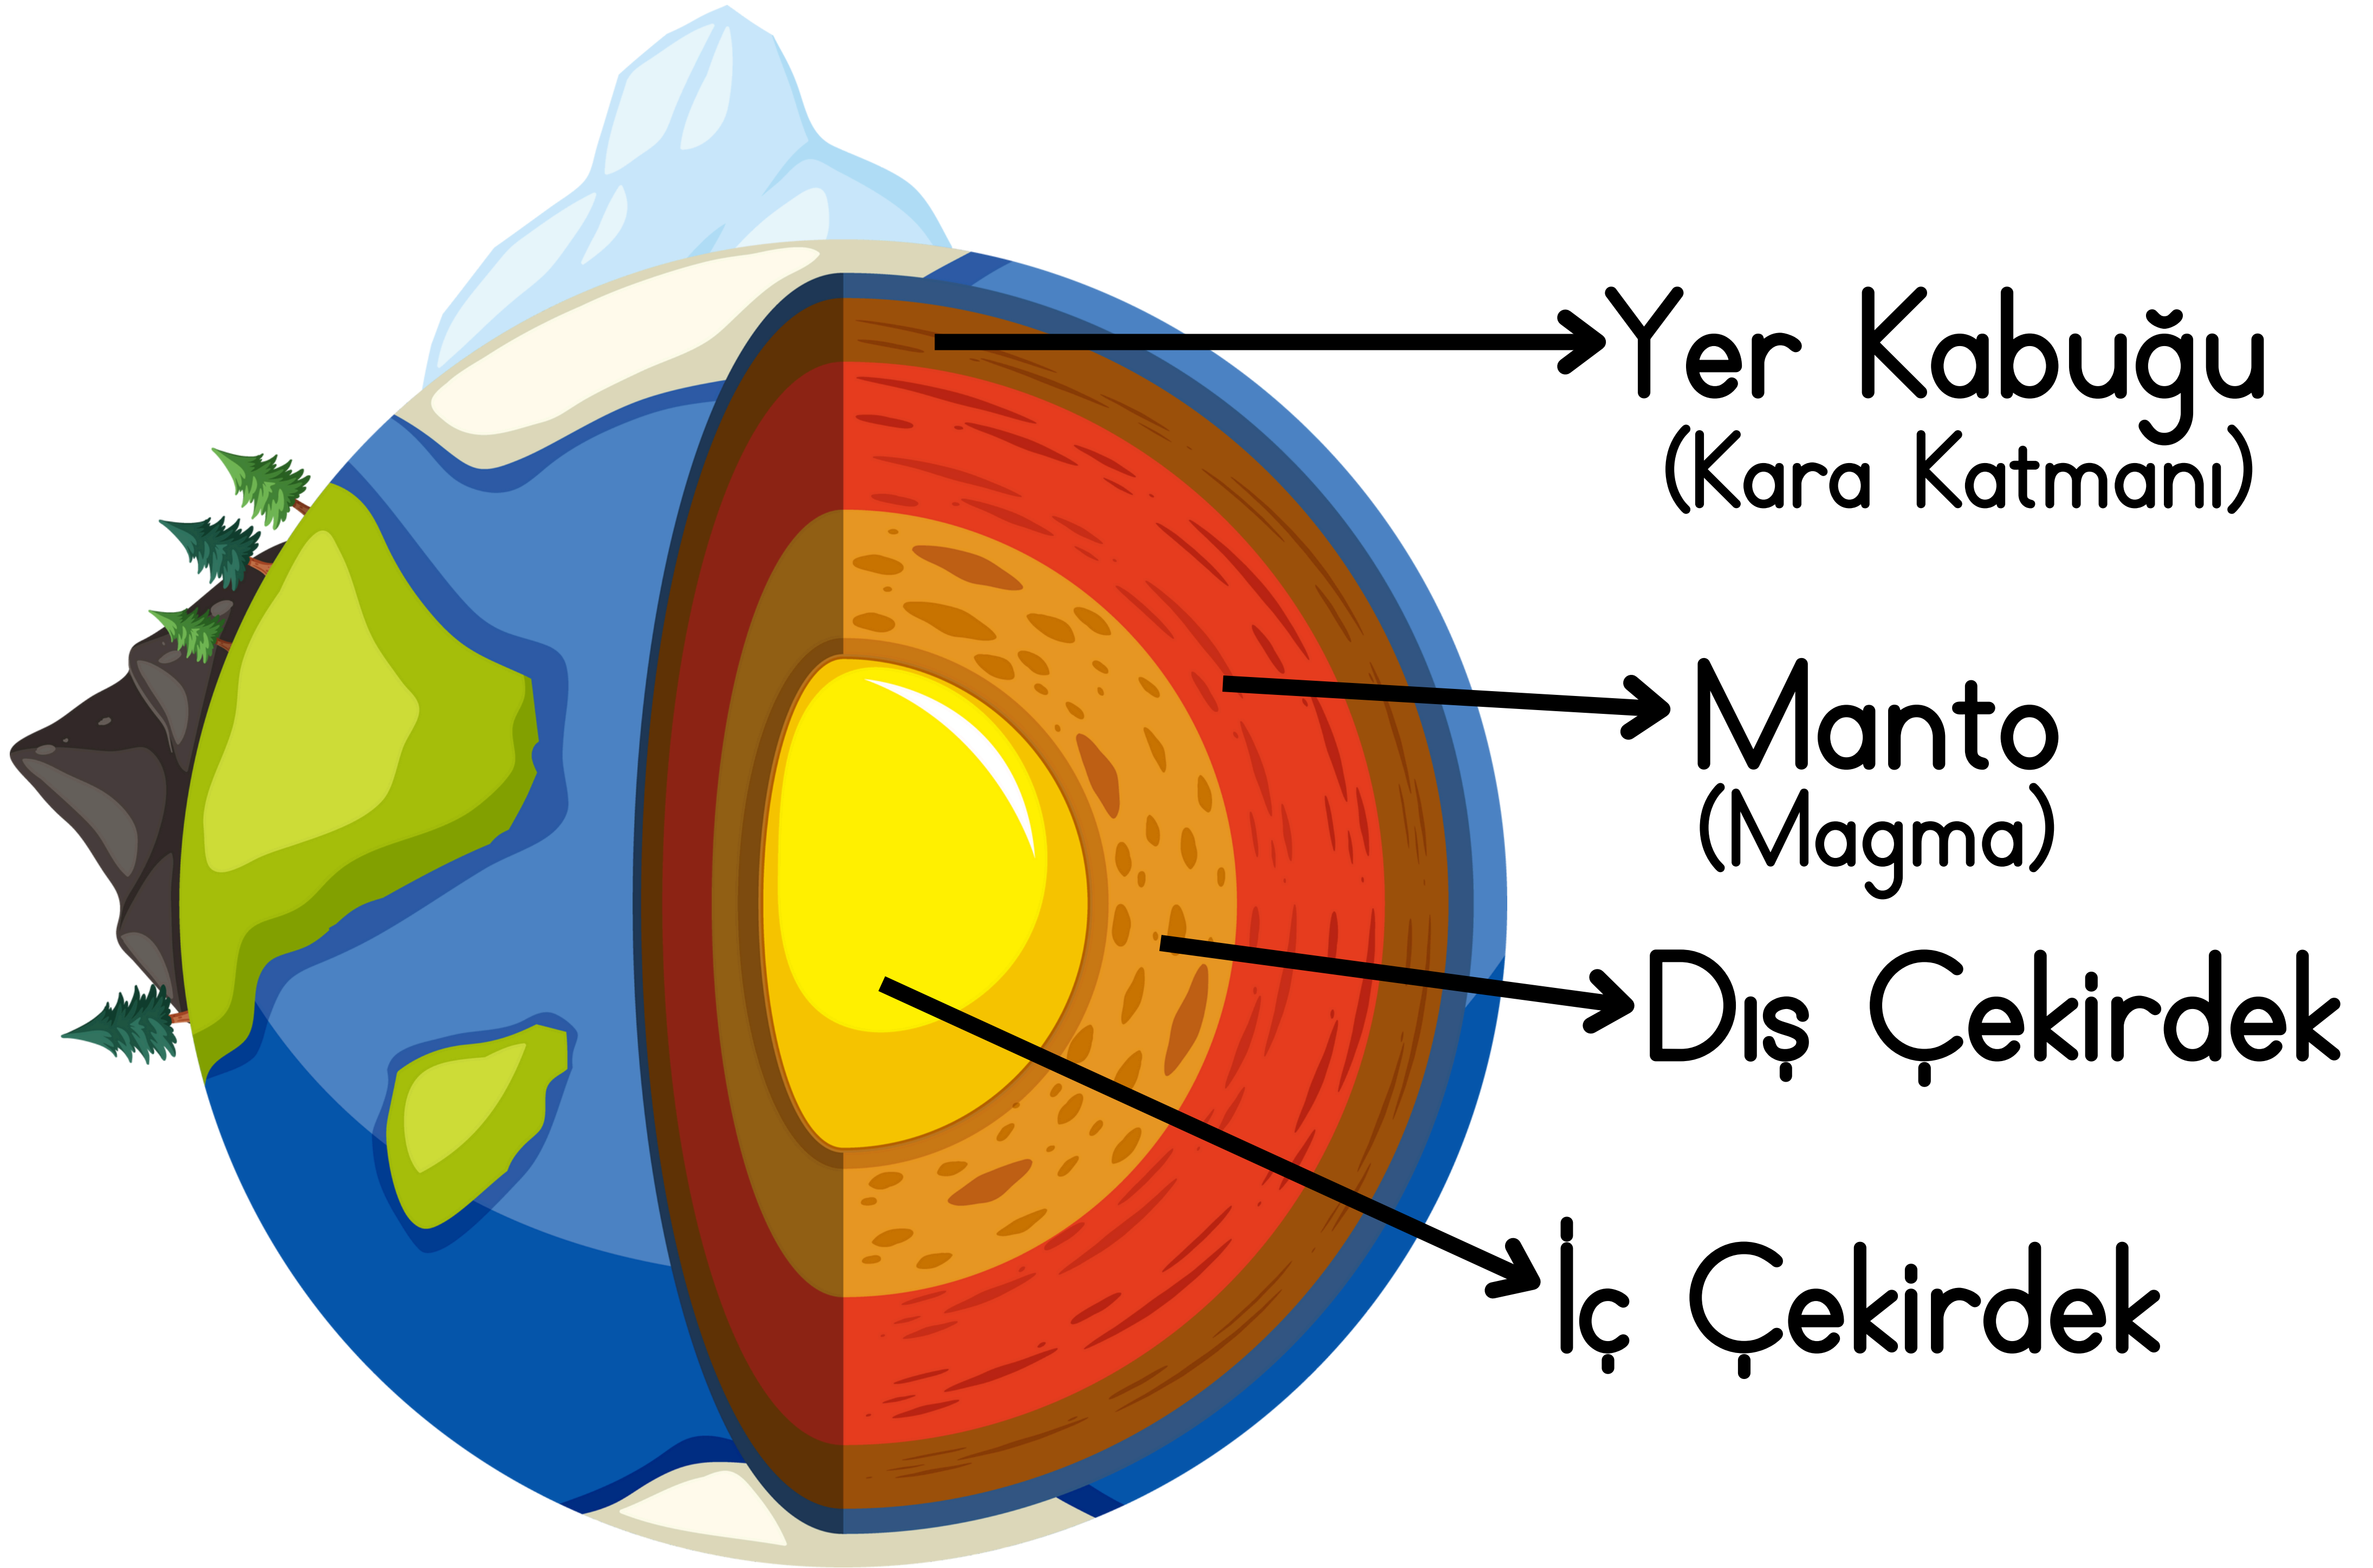 Yer Kabuğu
(Kara Katmanı)
Manto
(Magma)
Dış Çekirdek
İç Çekirdek